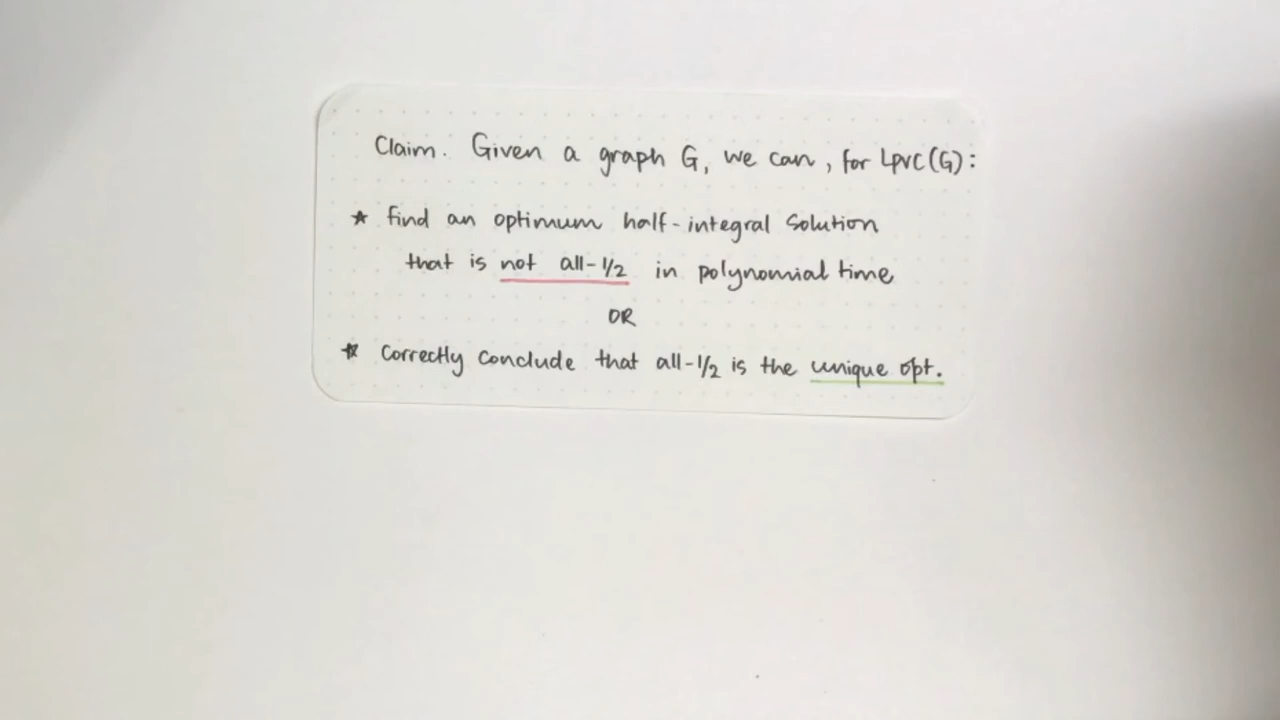 Claim. Given a graph G, we can, for LPVC(G):
★ find an optimum half-integral solution
that is not all-1/2 in polynomial time
OR
★ Correctly conclude that all-1/2 is the unique opt.